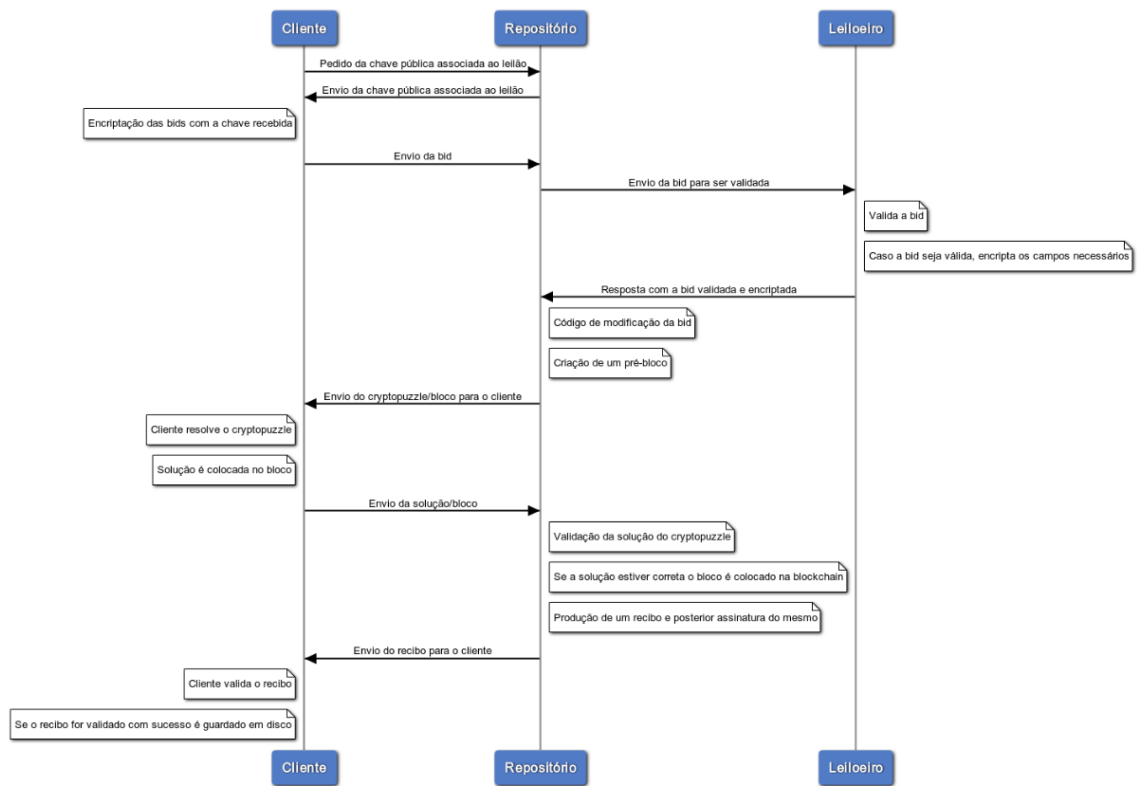 Cliente
Repositório
Leiloeiro
Pedido da chave pública associada ao leilão
Envio da chave pública associada ao leilão
Encriptação das bids com a chave recebida
Envio da bid
Envio da bid para ser validada
Valida a bid
Caso a bid seja válida, encripta os campos necessários
Resposta com a bid validada e encriptada
Código de modificação da bid
Criação de um pré-bloco
Envio do cryptopuzzle/bloco para o cliente
Cliente resolve o cryptopuzzle
Solução é colocada no bloco
Envio da solução/bloco
Validação da solução do cryptopuzzle
Se a solução estiver correta o bloco é colocado na blockchain
Produção de um recibo e posterior assinatura do mesmo
Envio do recibo para o cliente
Cliente valida o recibo
Se o recibo for validado com sucesso é guardado em disco
Cliente
Repositório
Leiloeiro